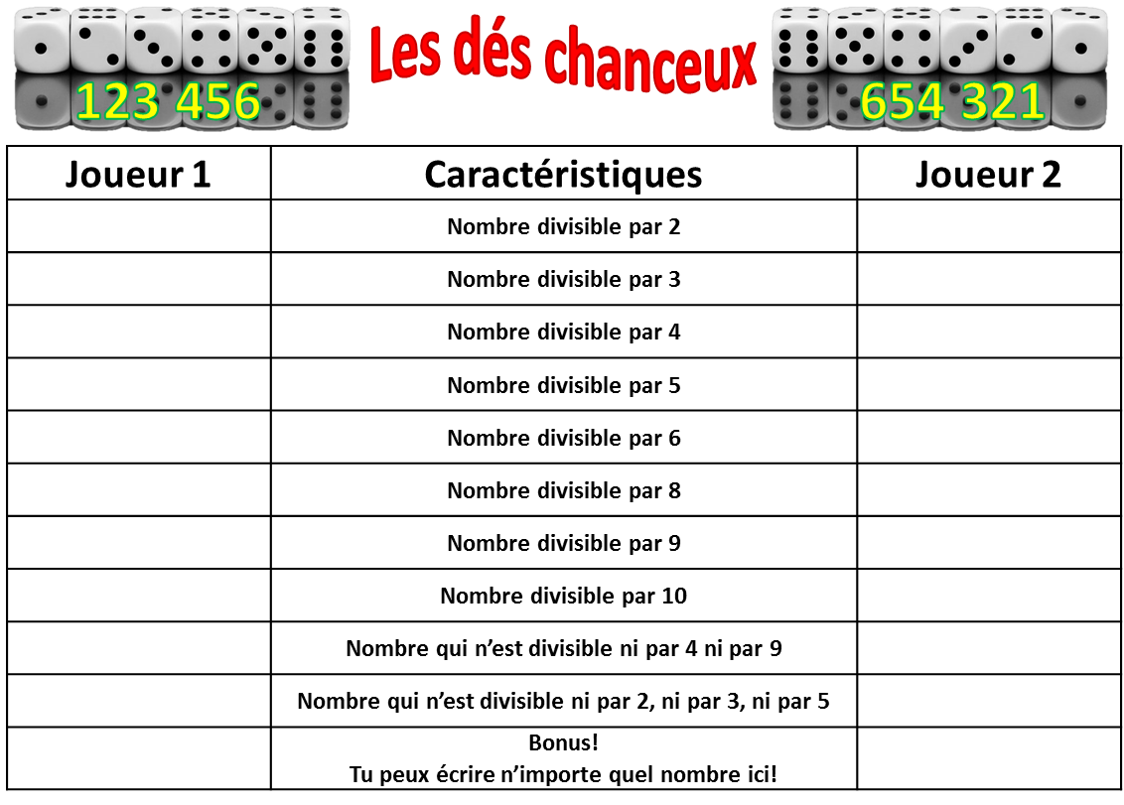 Les dés chanceux
123 456
654 321
Joueur 1 Caractéristiques Joueur 2
Nombre divisible par 2
Nombre divisible par 3
Nombre divisible par 4
Nombre divisible par 5
Nombre divisible par 6
Nombre divisible par 8
Nombre divisible par 9
Nombre divisible par 10
Nombre qui n’est divisible ni par 4 ni par 9
Nombre qui n’est divisible ni par 2, ni par 3, ni par 5
Bonus!
Tu peux écrire n’importe quel nombre ici!